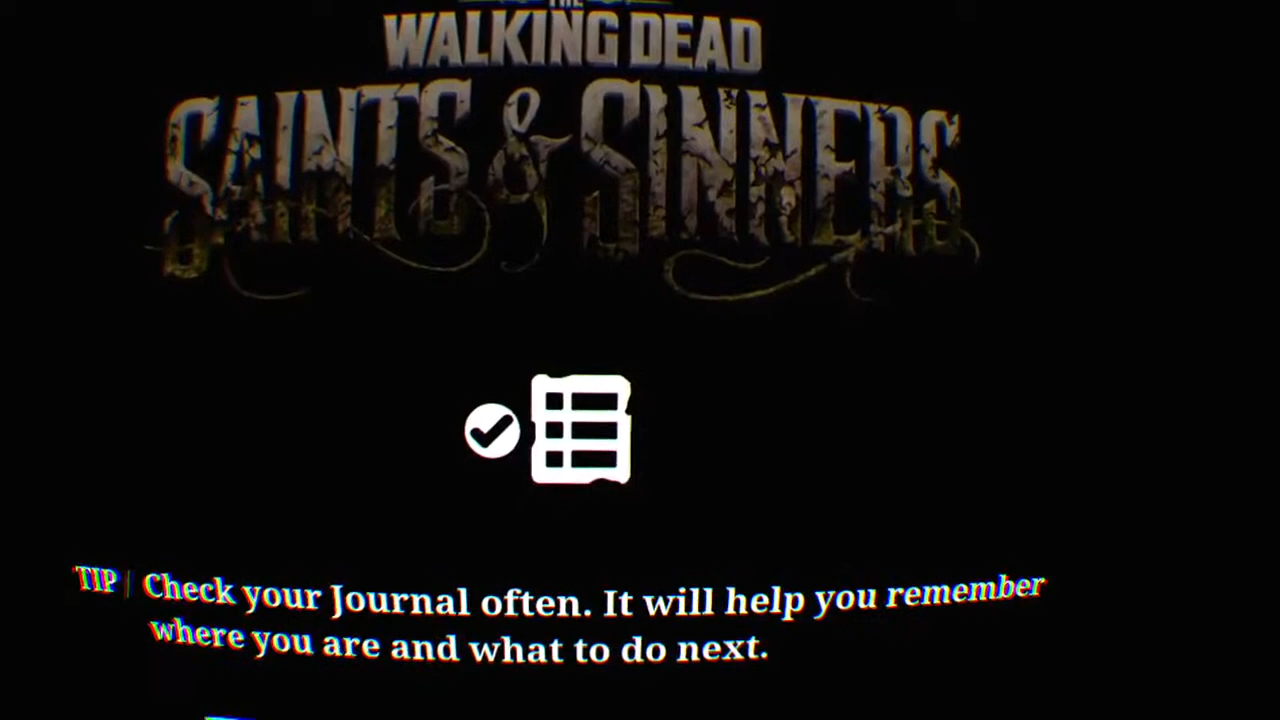 THE
WALKING DEAD
SAINTS & SINNERS
TIP | Check your Journal often. It will help you remember
where you are and what to do next.